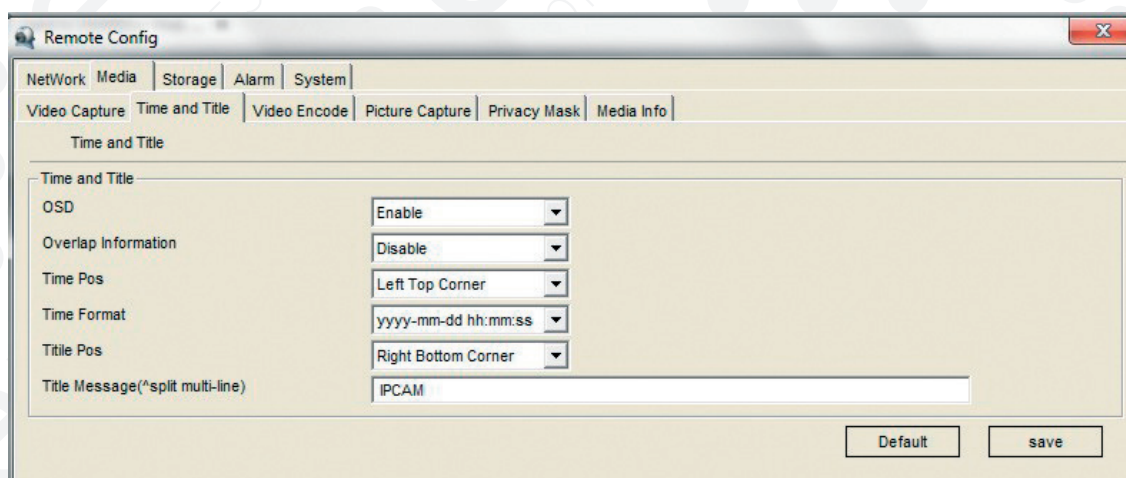 Remote Config
NetWork Media Storage Alarm System
Video Capture Time and Title Video Encode Picture Capture Privacy Mask Media Info
Time and Title
Time and Title
OSD Enable
Overlap Information Disable
Time Pos Left Top Corner
Time Format yyyy-mm-dd hh:mm:ss
Titile Pos Right Bottom Corner
Title Message(^split multi-line) IPCAM
Default save